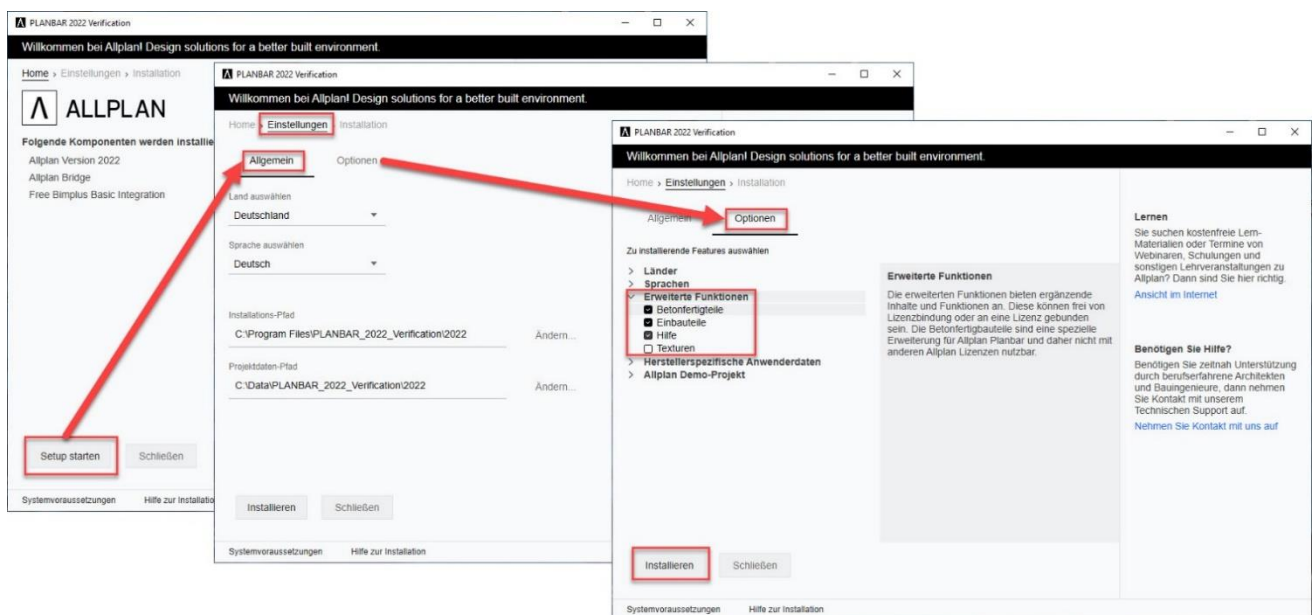 PLANBAR 2022 Verification
Willkommen bei Allplan! Design solutions for a better built environment.
Home › Einstellungen › Installation
ALLPLAN
Folgende Komponenten werden installie
Allplan Version 2022
Allplan Bridge
Free Bimplus Basic Integration
Setup starten
Schließen
Systemvoraussetzungen
Hilfe zur Installatio
PLANBAR 2022 Verification
Willkommen bei Allplan! Design solutions for a better built environment.
Home › Einstellungen › Installation
Allgemein
Optionen
Land auswählen
Deutschland
Sprache auswählen
Deutsch
Installations-Pfad
C:\Program Files\PLANBAR_2022_Verification\2022
Ändern...
Projektdaten-Pfad
C:\Data\PLANBAR_2022_Verification\2022
Ändern...
Installieren
Schließen
Systemvoraussetzungen
Hilfe zur Installation
PLANBAR 2022 Verification
Willkommen bei Allplan! Design solutions for a better built environment.
Home › Einstellungen › Installation
Allgemein
Optionen
Zu installierende Features auswählen
Länder
Sprachen
Erweiterte Funktionen
Betonfertigteile
Einbauteile
Hilfe
Texturen
Herstellerspezifische Anwenderdaten
Allplan Demo-Projekt
Erweiterte Funktionen
Die erweiterten Funktionen bieten ergänzende
Inhalte und Funktionen an. Diese können frei von
Lizenzbindung oder an eine Lizenz gebunden
sein. Die Betonfertigbauteile sind eine spezielle
Erweiterung für Allplan Planbar und daher nicht mit
anderen Allplan Lizenzen nutzbar.
Lernen
Sie suchen kostenfreie Lern-
Materialien oder Termine von
Webinaren, Schulungen und
sonstigen Lehrveranstaltungen zu
Allplan? Dann sind Sie hier richtig.
Ansicht im Internet
Benötigen Sie Hilfe?
Benötigen Sie zeitnah Unterstützung
durch berufserfahrene Architekten
und Bauingenieure, dann nehmen
Sie Kontakt mit unserem
Technischen Support auf.
Nehmen Sie Kontakt mit uns auf
Installieren
Schließen
Systemvoraussetzungen
Hilfe zur Installation